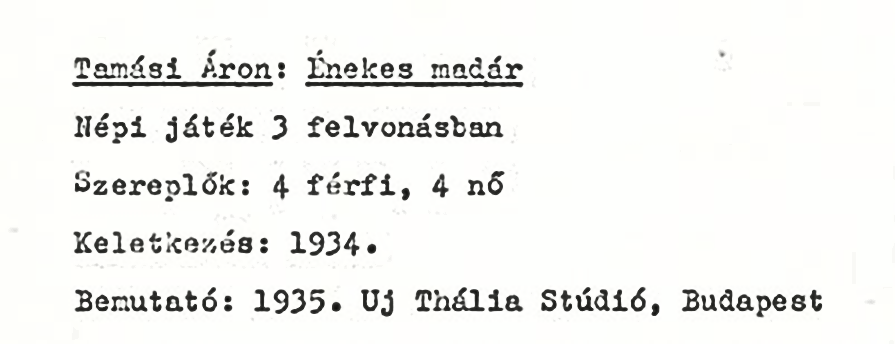 Tamási Áron: Énekes madár
Népi játék 3 felvonásban
Szereplők: 4 férfi, 4 nő
Keletkezés: 1934.
Bemutató: 1935. Uj Thália Stúdió, Budapest